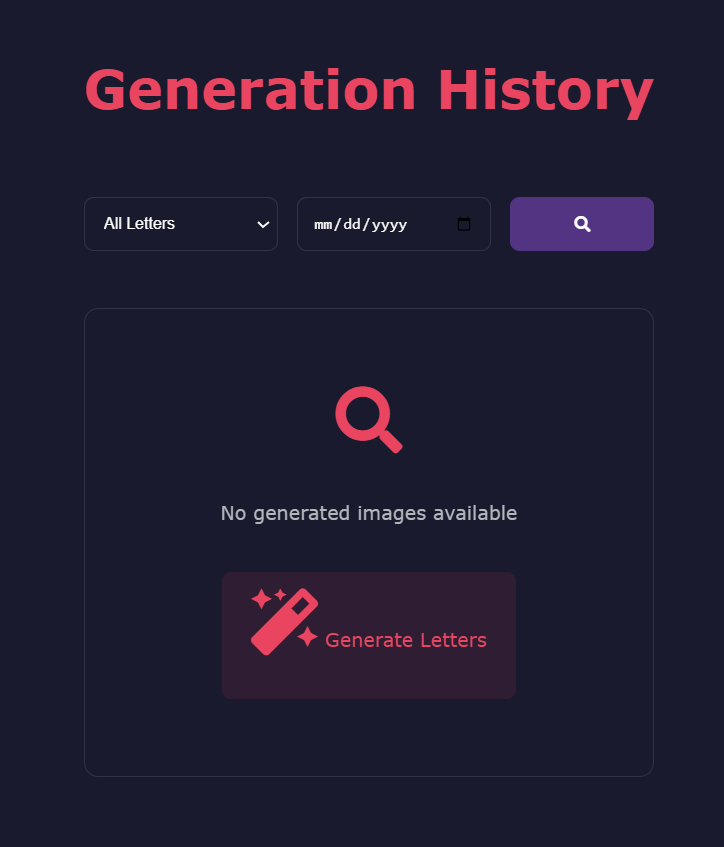 Generation History
All Letters
mm/dd/yyyy
No generated images available
Generate Letters